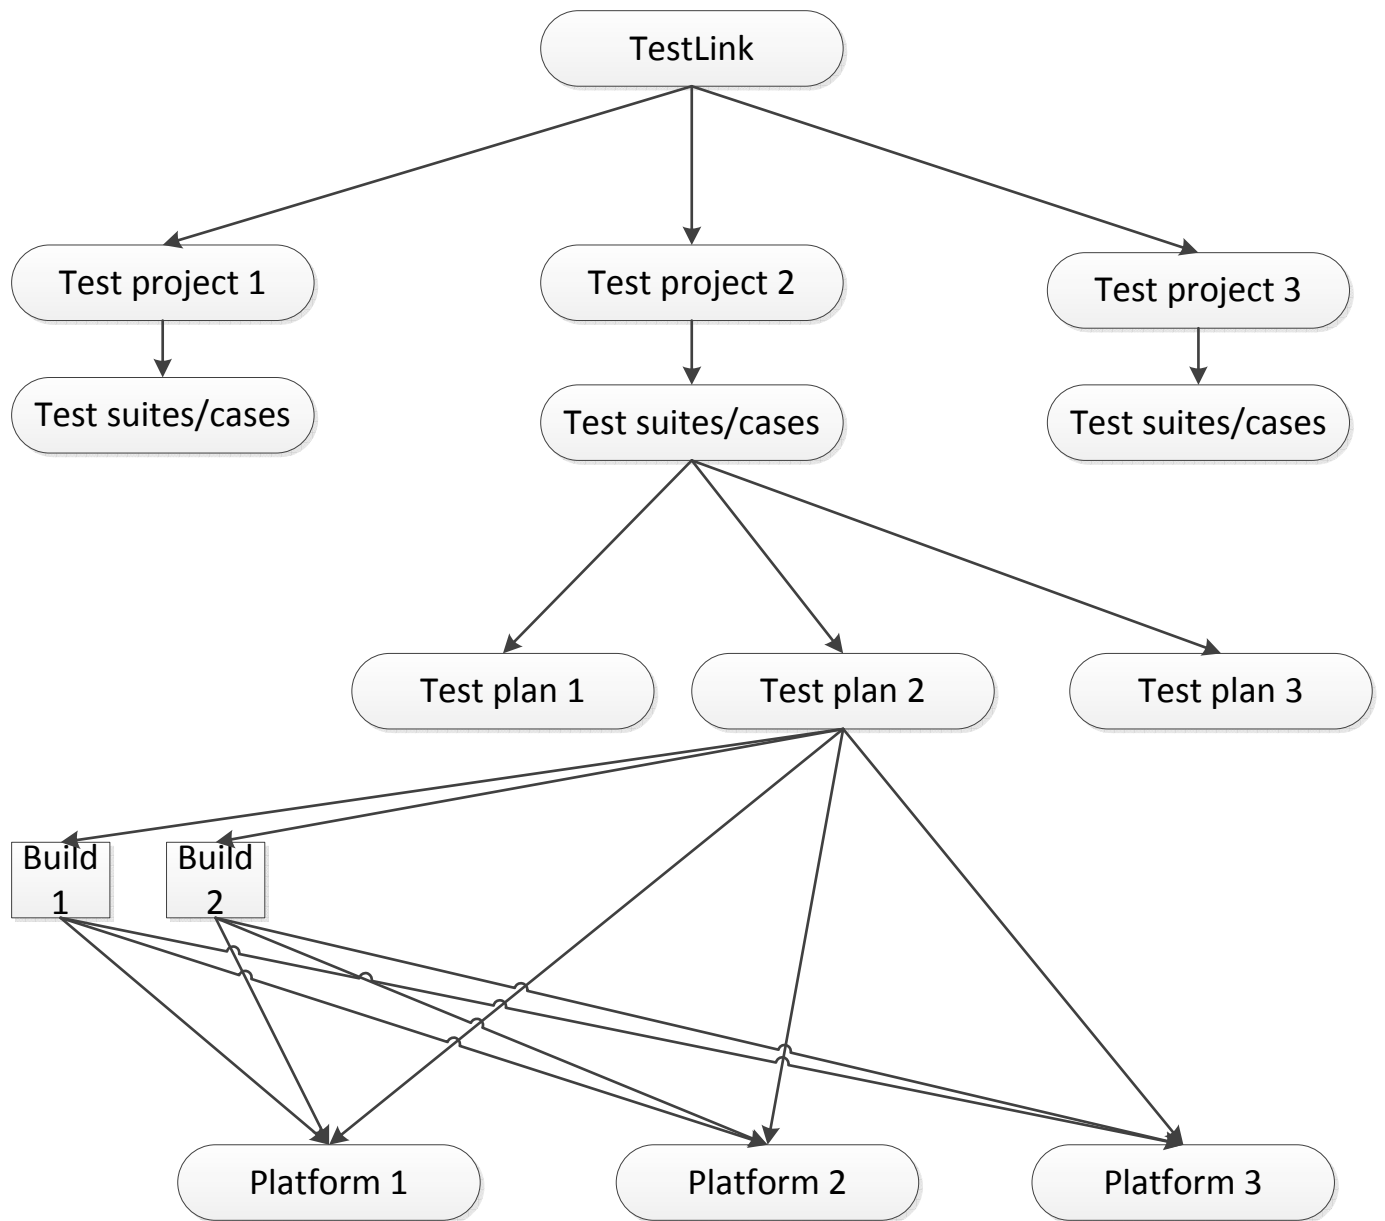 TestLink
Test project 1
Test project 2
Test project 3
Test suites/cases
Test suites/cases
Test suites/cases
Test plan 1
Test plan 2
Test plan 3
Build
1
Build
2
Platform 1
Platform 2
Platform 3